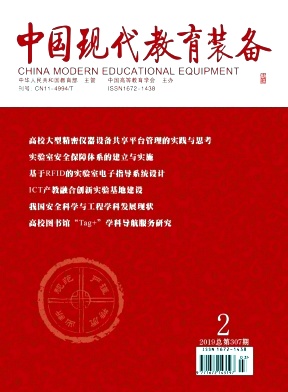 中国现代教育装备
CHINA MODERN EDUCATIONAL EQUIPMENT
中华人民共和国教育部 主管 中国高等教育学会 主办
刊号:CN11-4994/T ISSN1672-1438
高校大型精密仪器设备共享平台管理的实践与思考
实验室安全保障体系的建立与实施
基于RFID的实验室电子指导系统设计
ICT产教融合创新实验基地建设
我国安全科学与工程学科发展现状
高校图书馆“Tag+”学科导航服务研究
2
2019总第307期
ISSN 1672-1438